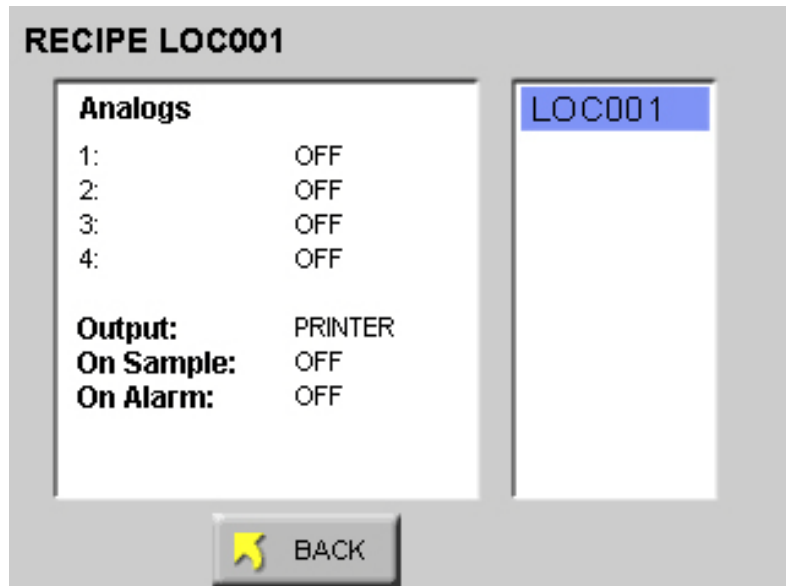 RECIPE LOC001
Analogs
1: OFF
2: OFF
3: OFF
4: OFF
Output: PRINTER
On Sample: OFF
On Alarm: OFF
LOC001
BACK